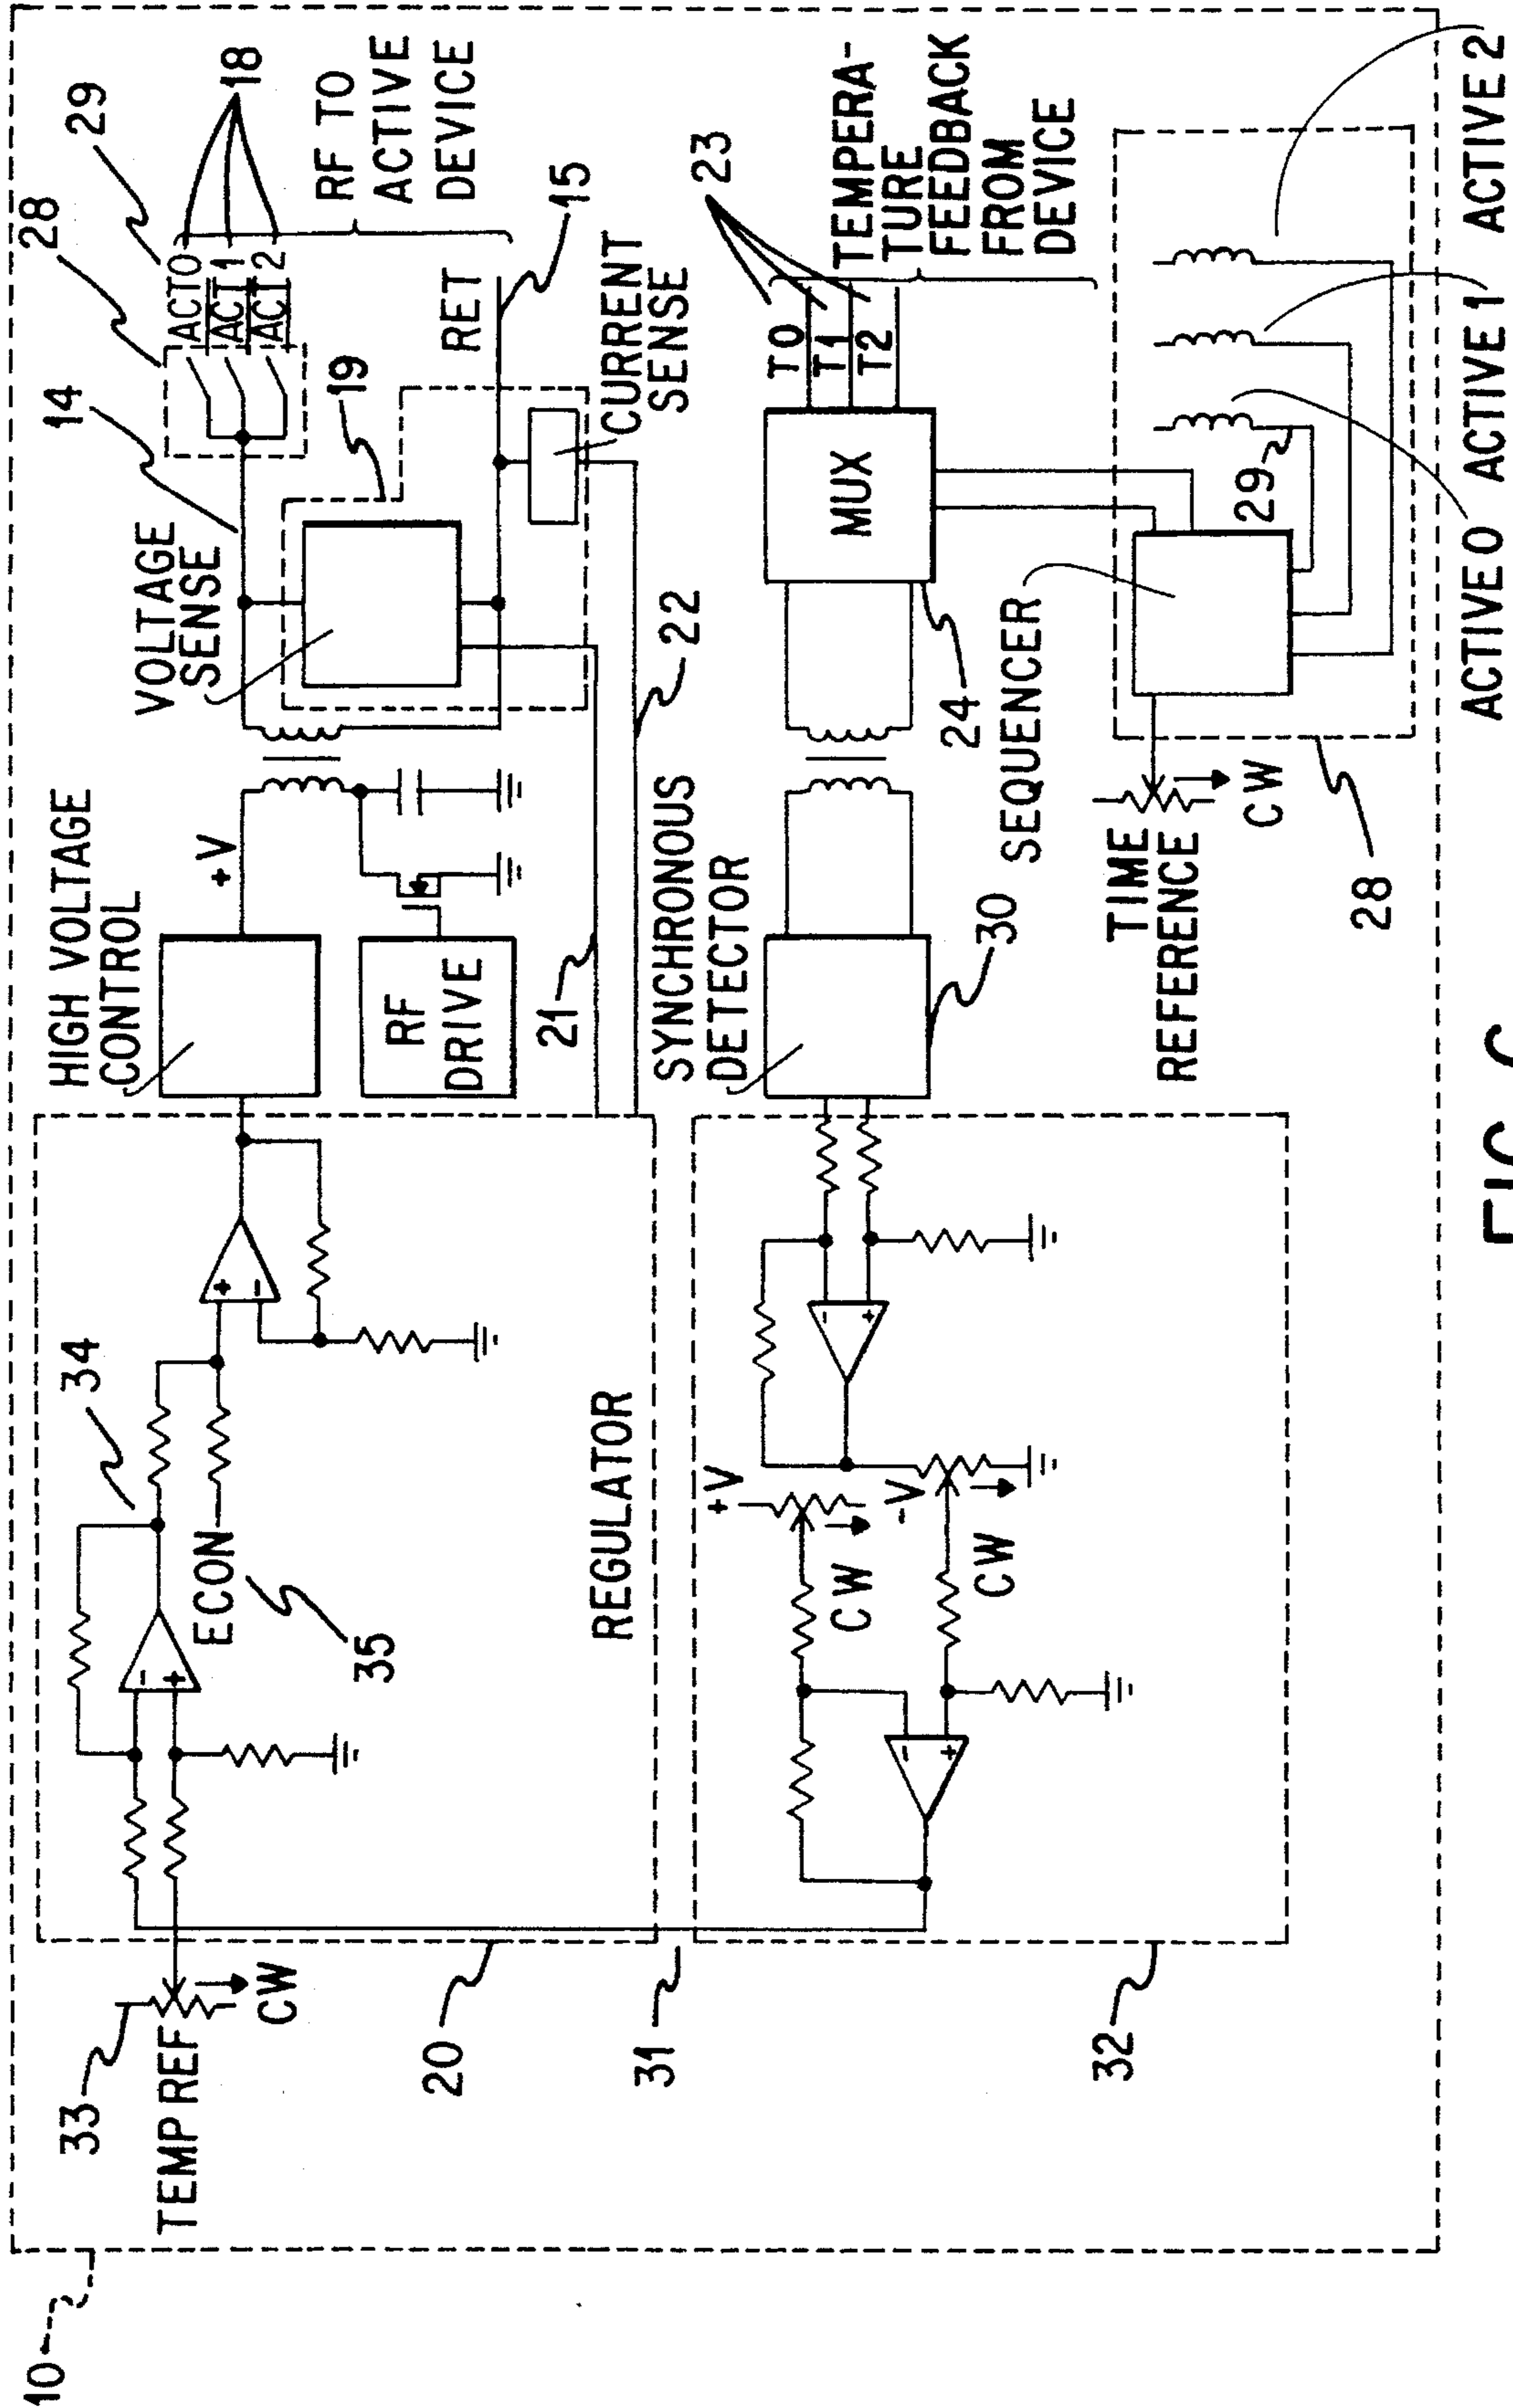 10
33
TEMP REF
CW
20
31
32
34
ECON
35
REGULATOR
+
-
-
+
+V
-V
CW
CW
-
+
-
+
HIGH VOLTAGE
CONTROL
+V
RF
DRIVE
21
22
VOLTAGE
SENSE
14
28
29
18
ACT0
ACT1
ACT2
19
RET
15
RF TO
ACTIVE
DEVICE
CURRENT
SENSE
SYNCHRONOUS
DETECTOR
30
24
MUX
T0
T1
T2
23
TEMPERA-
TURE
FEEDBACK
FROM
DEVICE
SEQUENCER
TIME
REFERENCE
CW
28
29
ACTIVE 0
ACTIVE 1
ACTIVE 2